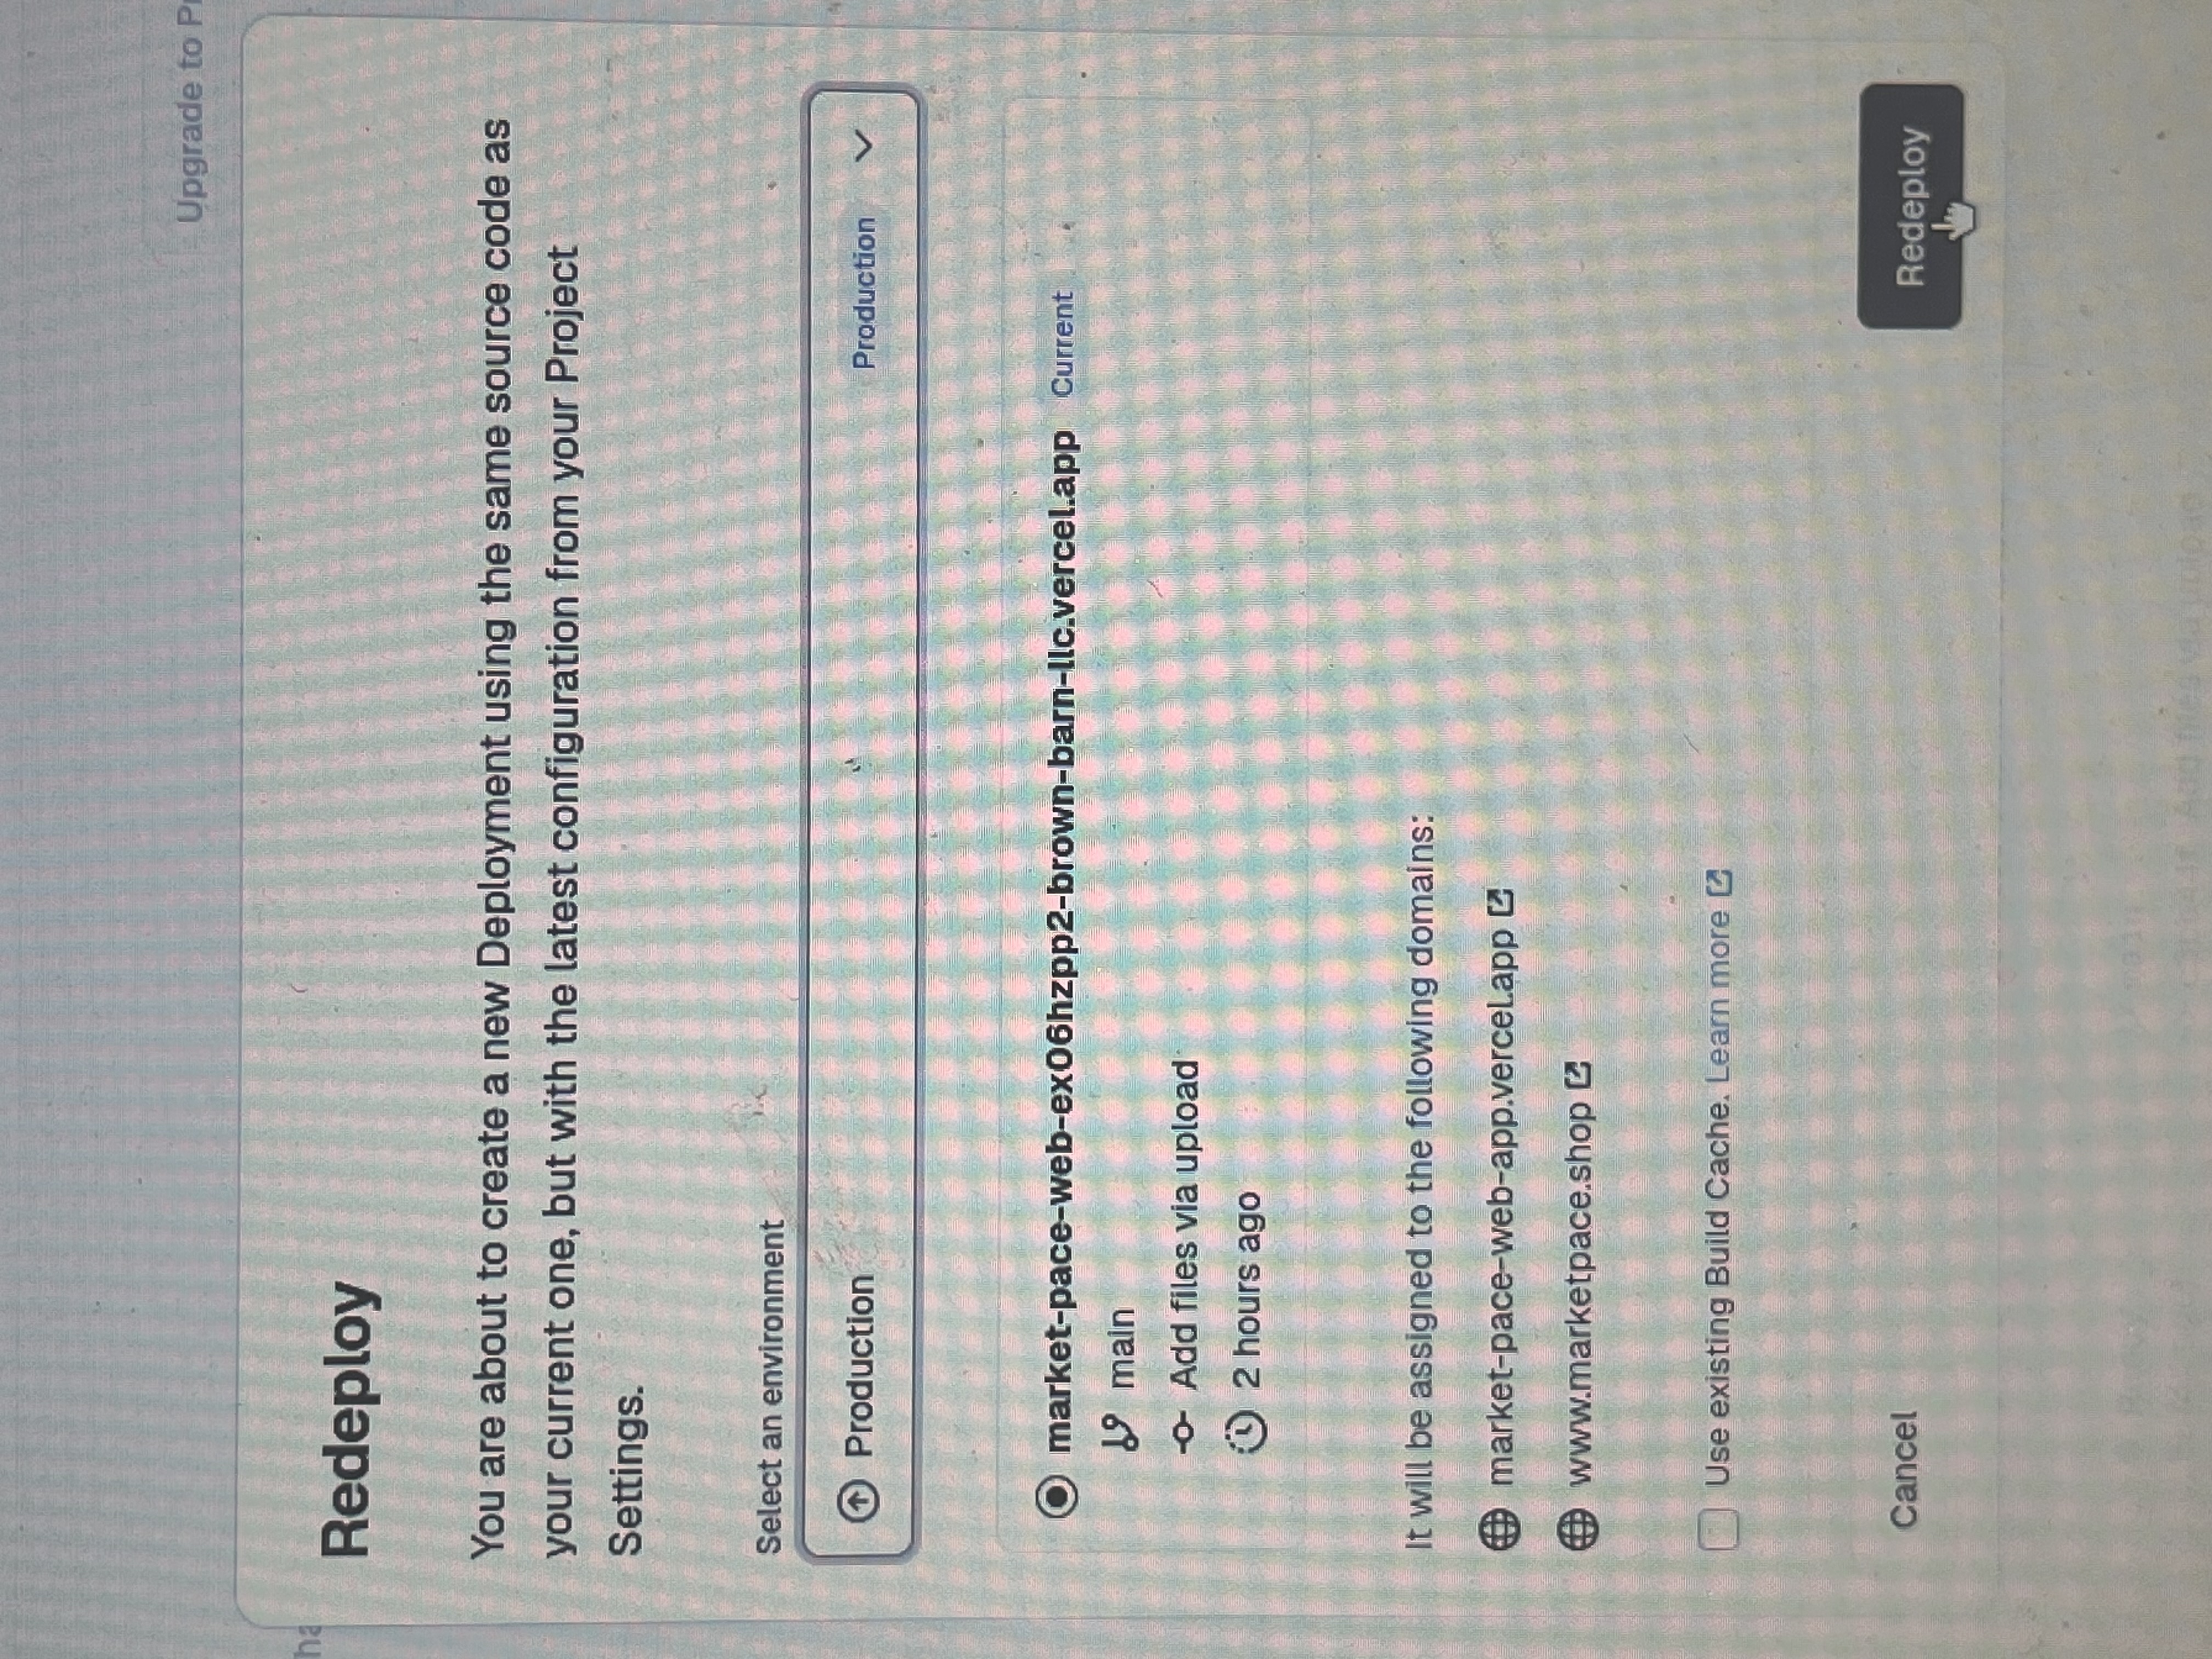 Upgrade to
Redeploy
You are about to create a new Deployment using the same source code as
your current one, but with the latest configuration from your Project
Settings.
Select an environment
Production
Production
market-pace-web-ex06hzpp2-brown-barn-llc.vercel.app
Current
main
Add files via upload
2 hours ago
It will be assigned to the following domains:
market-pace-web-app.vercel.app
www.marketpace.shop
Use existing Build Cache. Learn more
Cancel
Redeploy
Add files via upload